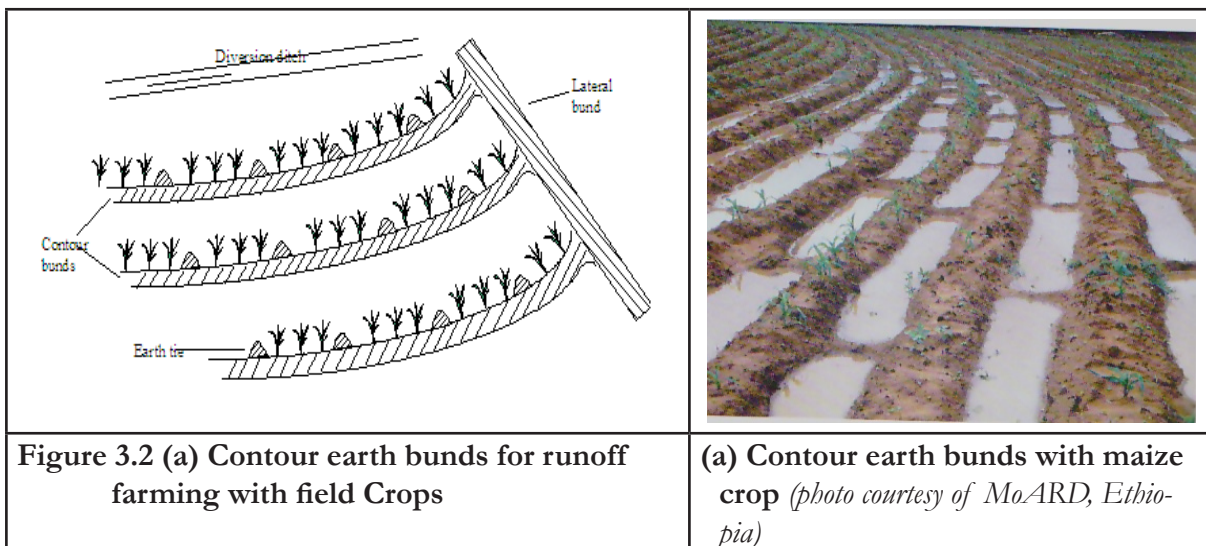 Diversion ditch
Lateral
bund
Contour
bunds
Earth tie
Figure 3.2 (a) Contour earth bunds for runoff
farming with field Crops
(a) Contour earth bunds with maize
crop (photo courtesy of MoARD, Ethio-
pia)